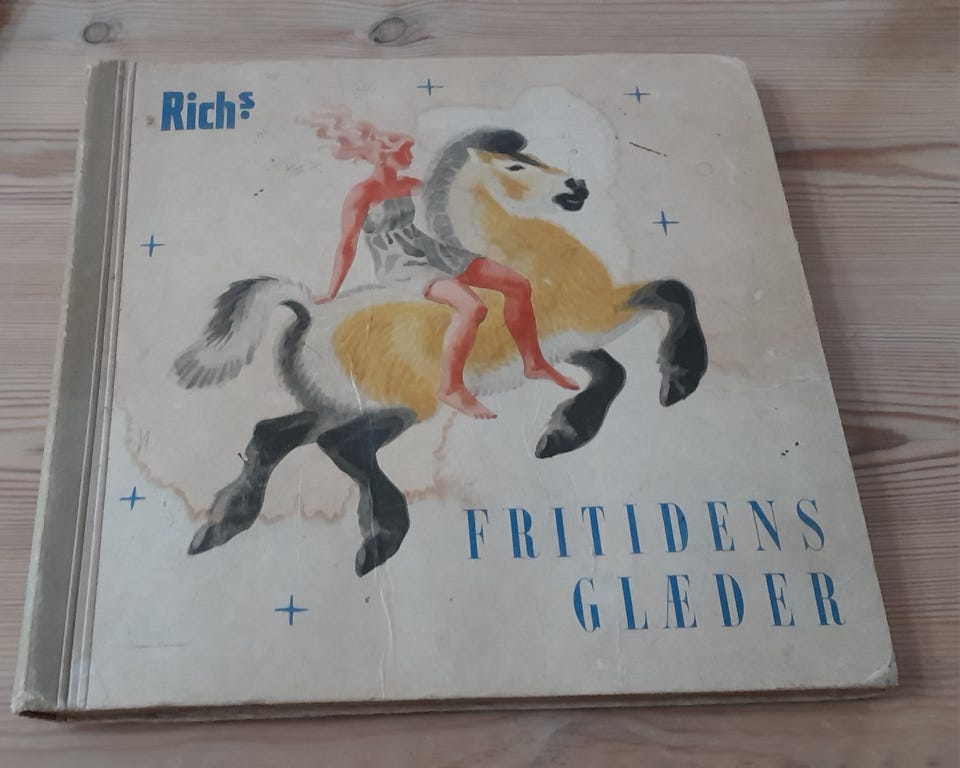 Richs.
FRITIDENS
GLÆDER